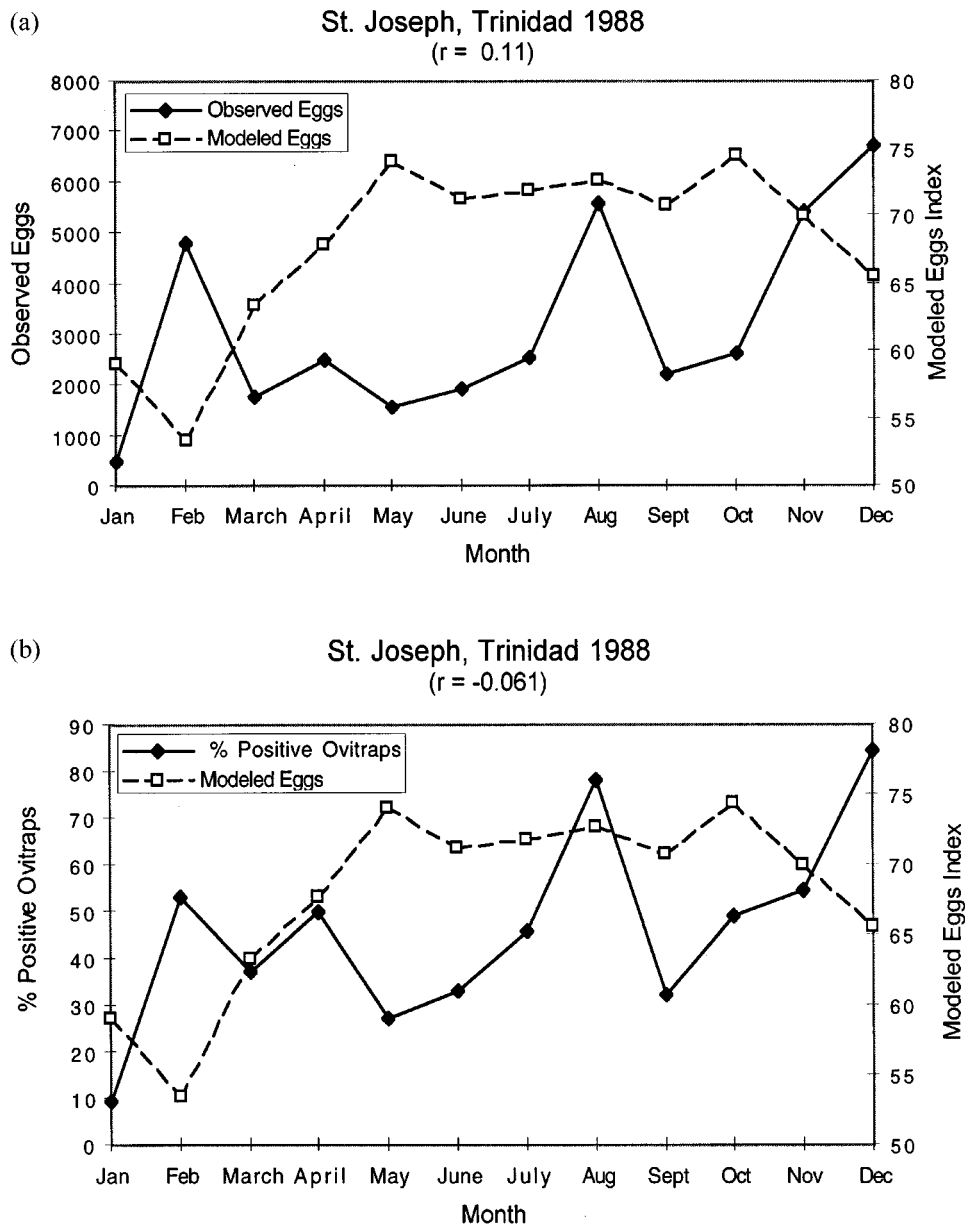 (a)
St. Joseph, Trinidad 1988
(r = 0.11)
Observed Eggs
Modeled Eggs
8000
7000
6000
5000
4000
3000
2000
1000
0
Observed Eggs
80
75
70
65
60
55
50
Modeled Eggs Index
Jan Feb March April May June July Aug Sept Oct Nov Dec
Month
(b)
St. Joseph, Trinidad 1988
(r = -0.061)
% Positive Ovitraps
Modeled Eggs
90
80
70
60
50
40
30
20
10
0
% Positive Ovitraps
80
75
70
65
60
55
50
Modeled Eggs Index
Jan Feb March April May June July Aug Sept Oct Nov Dec
Month